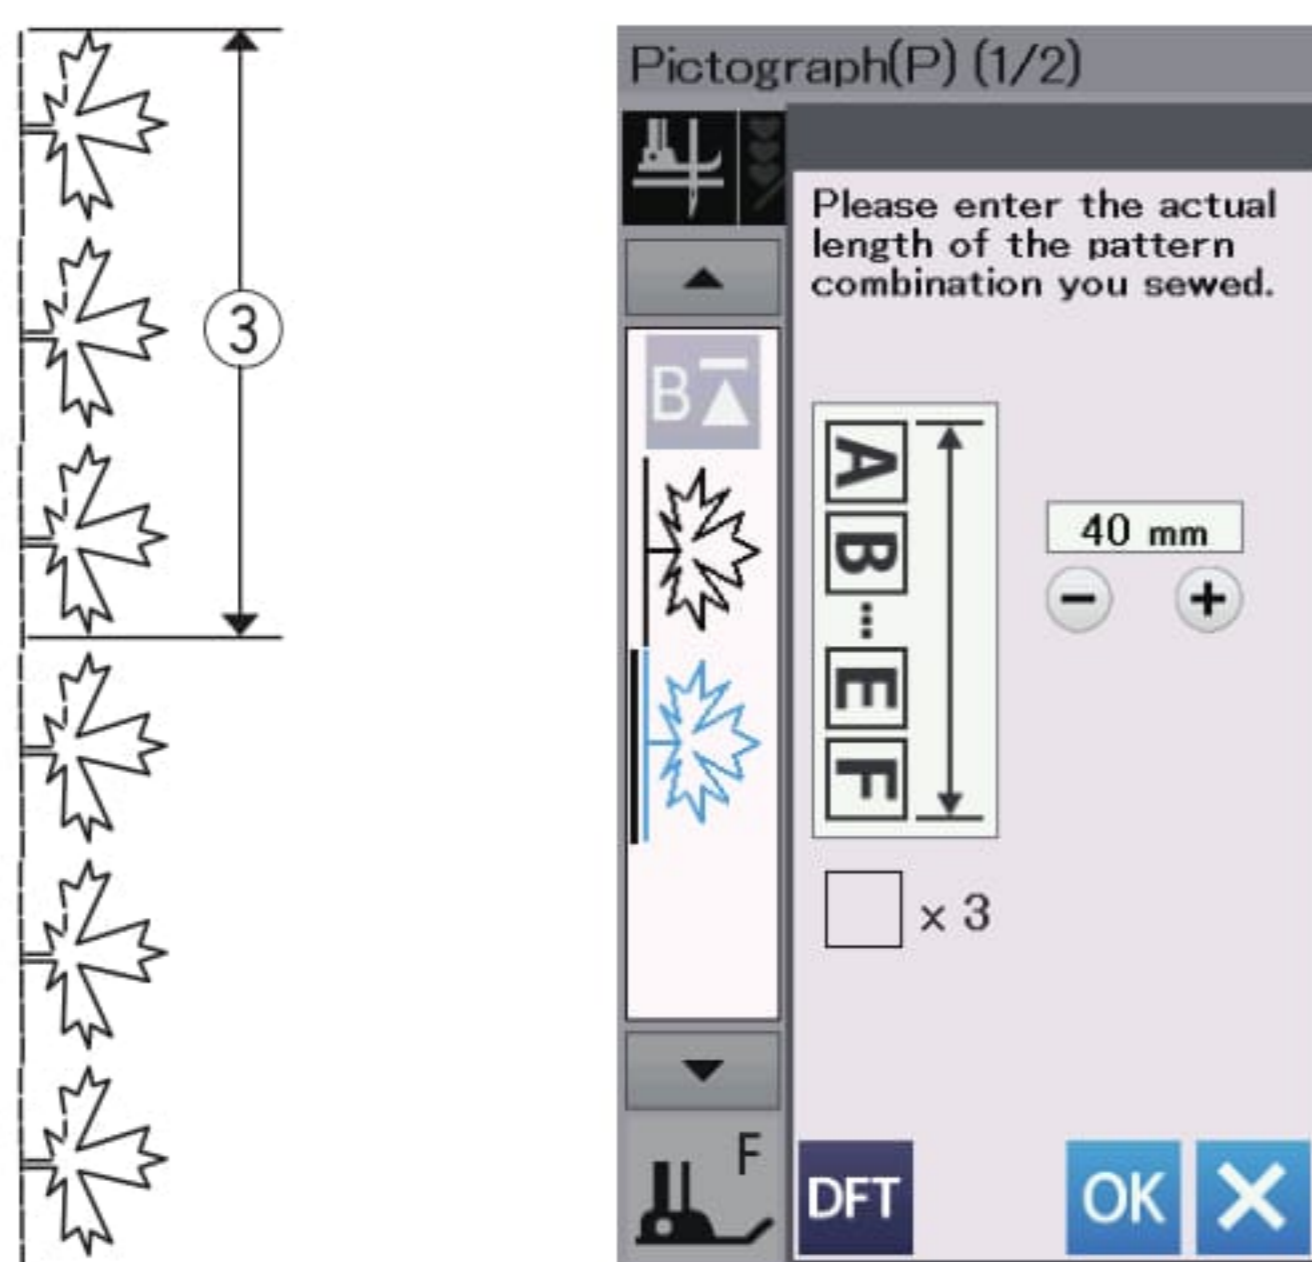 3
Pictograph(P) (1/2)
Please enter the actual
length of the pattern
combination you sewed.
B
A
B
E
F
40 mm
− +
x 3
F
DFT OK X